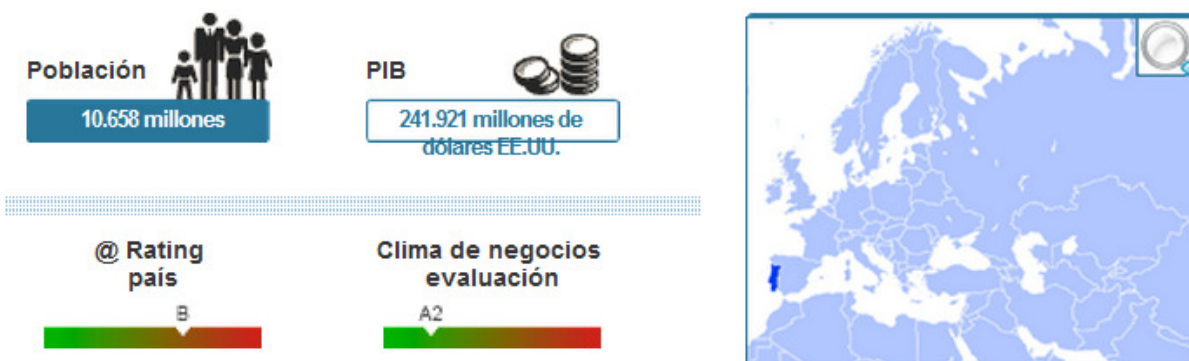 Población
10.658 millones
PIB
241.921 millones de
dólares EE.UU.
@ Rating
país
B
Clima de negocios
evaluación
A2